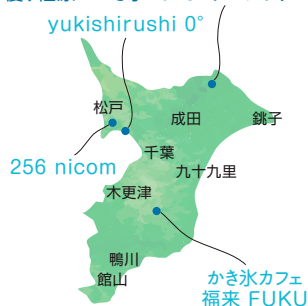 yukishirushi 0°
松戸
成田
銚子
256 nicom
千葉
九十九里
木更津
鴨川
館山
かき氷カフェ
福来 FUKU